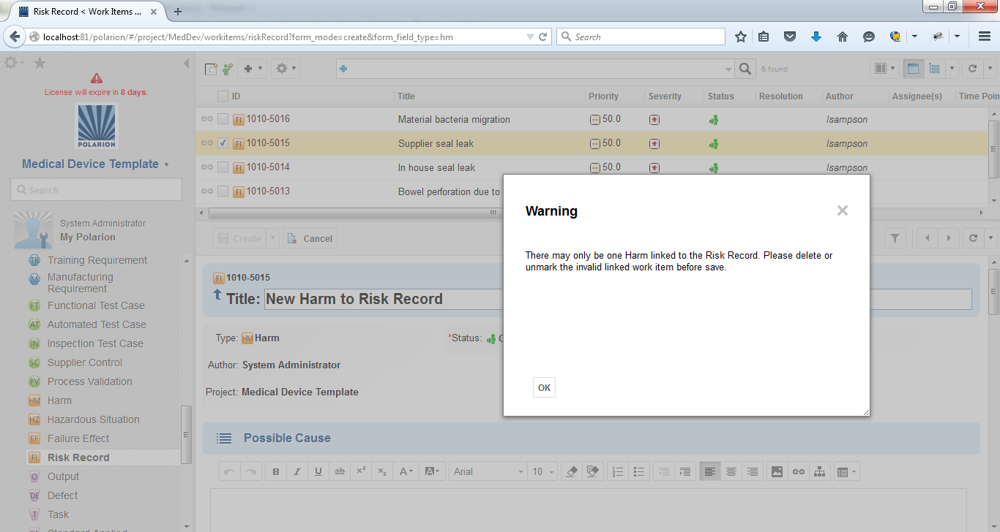 Risk Record < Work Items ...
localhost:81/polarion/#/project/MedDev/workitems/riskRecord?form_mode=create&form_field_type=hm
Search
License will expire in 8 days.
POLARION
Medical Device Template
Search
System Administrator
My Polarion
TR Training Requirement
M Manufacturing
Requirement
FT Functional Test Case
AT Automated Test Case
IN Inspection Test Case
SC Supplier Control
PV Process Validation
HM Harm
HZ Hazardous Situation
EF Failure Effect
FI Risk Record
O Output
DE Defect
T Task
5 found
ID Title Priority Severity Status Resolution Author Assignee(s) Time Poin
FI 1010-5016 Material bacteria migration 50.0 lsampson
FI 1010-5015 Supplier seal leak 50.0 lsampson
FI 1010-5014 In house seal leak 50.0 lsampson
FI 1010-5013 Bowel perforation due to
Create Cancel
FI 1010-5015
Title: New Harm to Risk Record
Type: HM Harm *Status:
Author: System Administrator
Project: Medical Device Template
Possible Cause
B I U ab x² x₂ A A Arial 10
Warning
There may only be one Harm linked to the Risk Record. Please delete or
unmark the invalid linked work item before save.
OK